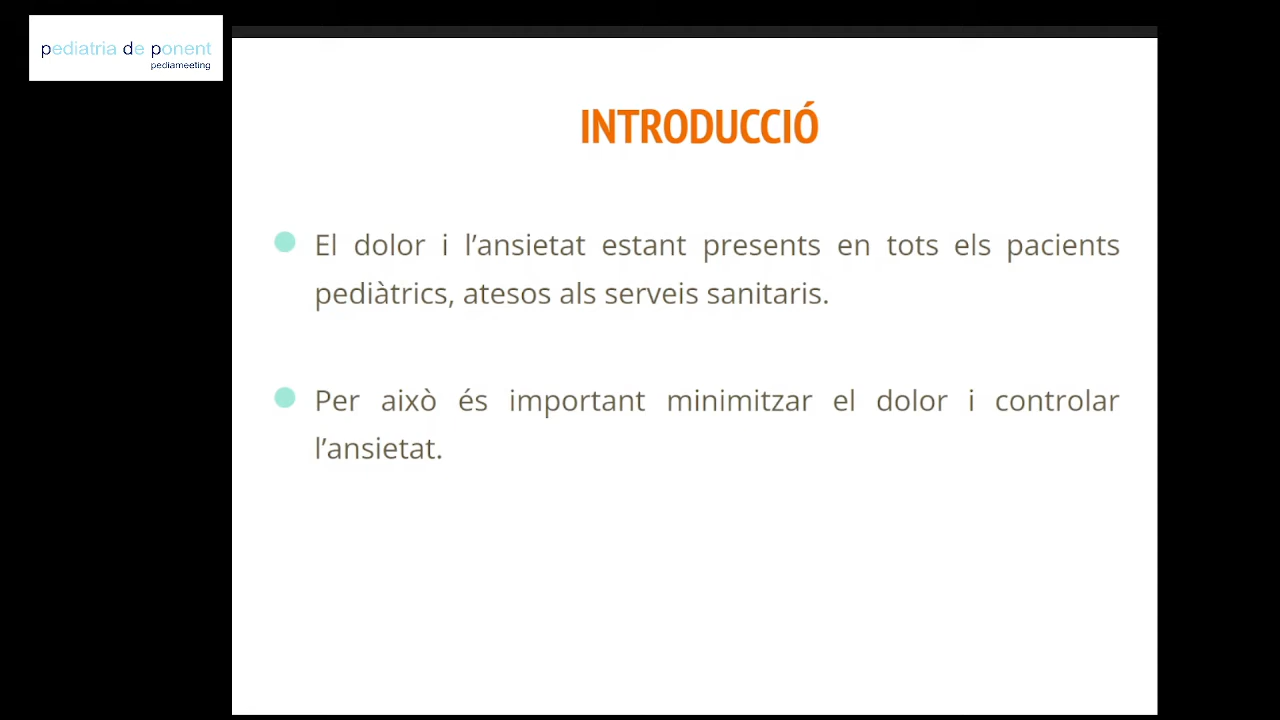 pediatria de ponent
pediameeting
INTRODUCCIÓ
El dolor i l’ansietat estant presents en tots els pacients
pediàtrics, atesos als serveis sanitaris.
Per això és important minimitzar el dolor i controlar
l’ansietat.